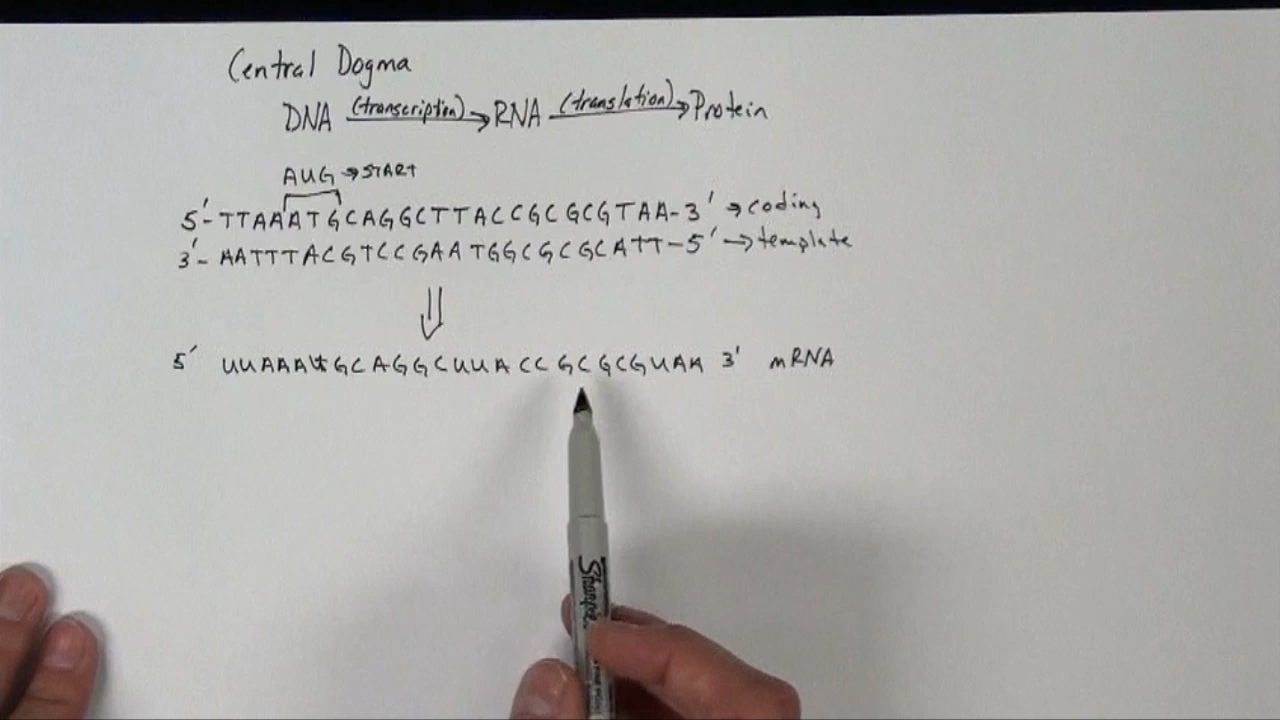 Central Dogma
DNA (transcription) → RNA (translation) → Protein
AUG → START
5'-TTAAATGCAGGCTTACCGCGCGTAA-3' → coding
3'-AATTTACGTCCGAATGGCGCGCATT-5' → template
5' UUAAAUGCAGGCUUACCGCGCGUAA 3' mRNA
Sharpie